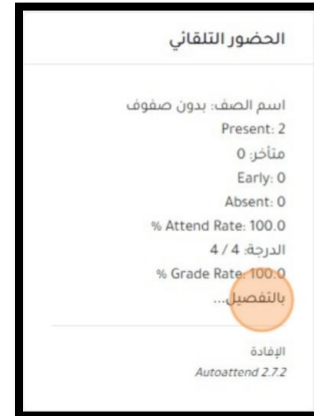 الحضور التلقائي
اسم الصف: بدون صفوف
Present: 2
متأخر: 0
Early: 0
Absent: 0
% Attend Rate: 100.0
الدرجة: 4 / 4
% Grade Rate: 100.0
بالتفصيل...
الإفادة
Autoattend 2.7.2